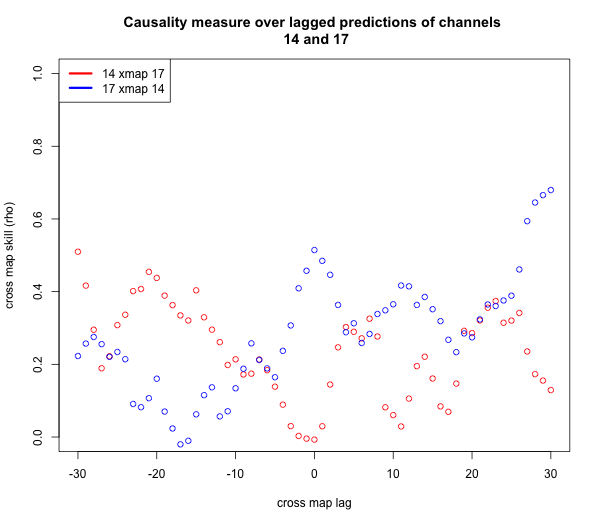 Causality measure over lagged predictions of channels
14 and 17
14 xmap 17
17 xmap 14
cross map skill (rho)
1.0
0.8
0.6
0.4
0.2
0.0
-30
-20
-10
0
10
20
30
cross map lag